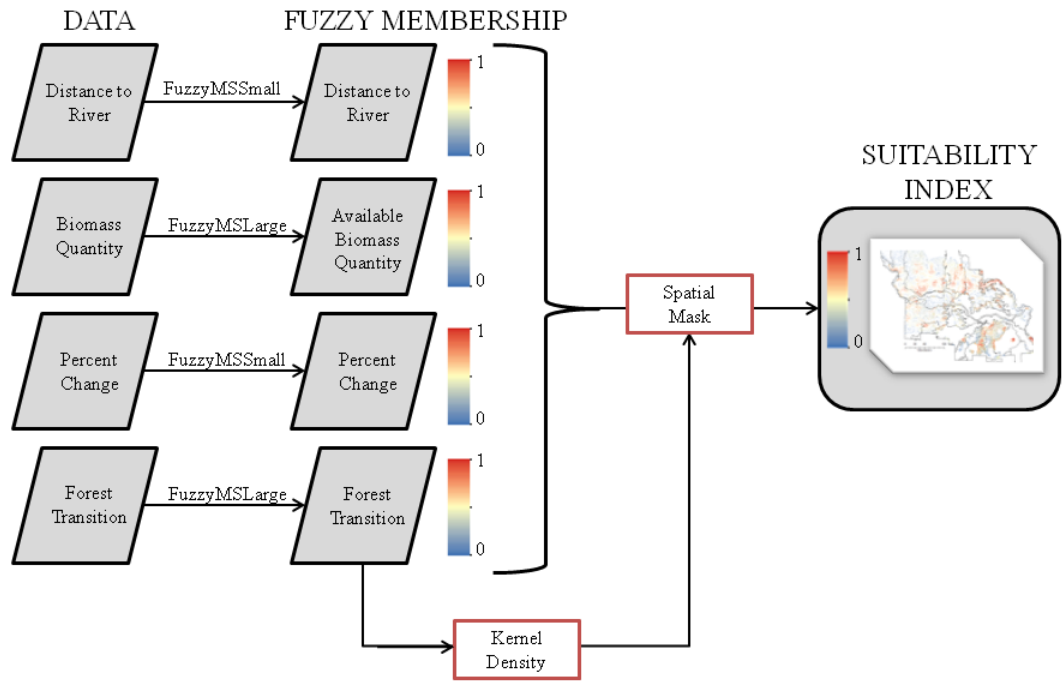 DATA
FUZZY MEMBERSHIP
Distance to
River
FuzzyMSSmall
Distance to
River
1
0
Biomass
Quantity
FuzzyMSLarge
Available
Biomass
Quantity
1
0
Percent
Change
FuzzyMSSmall
Percent
Change
1
0
Forest
Transition
FuzzyMSLarge
Forest
Transition
1
0
Kernel
Density
Spatial
Mask
SUITABILITY
INDEX
1
0